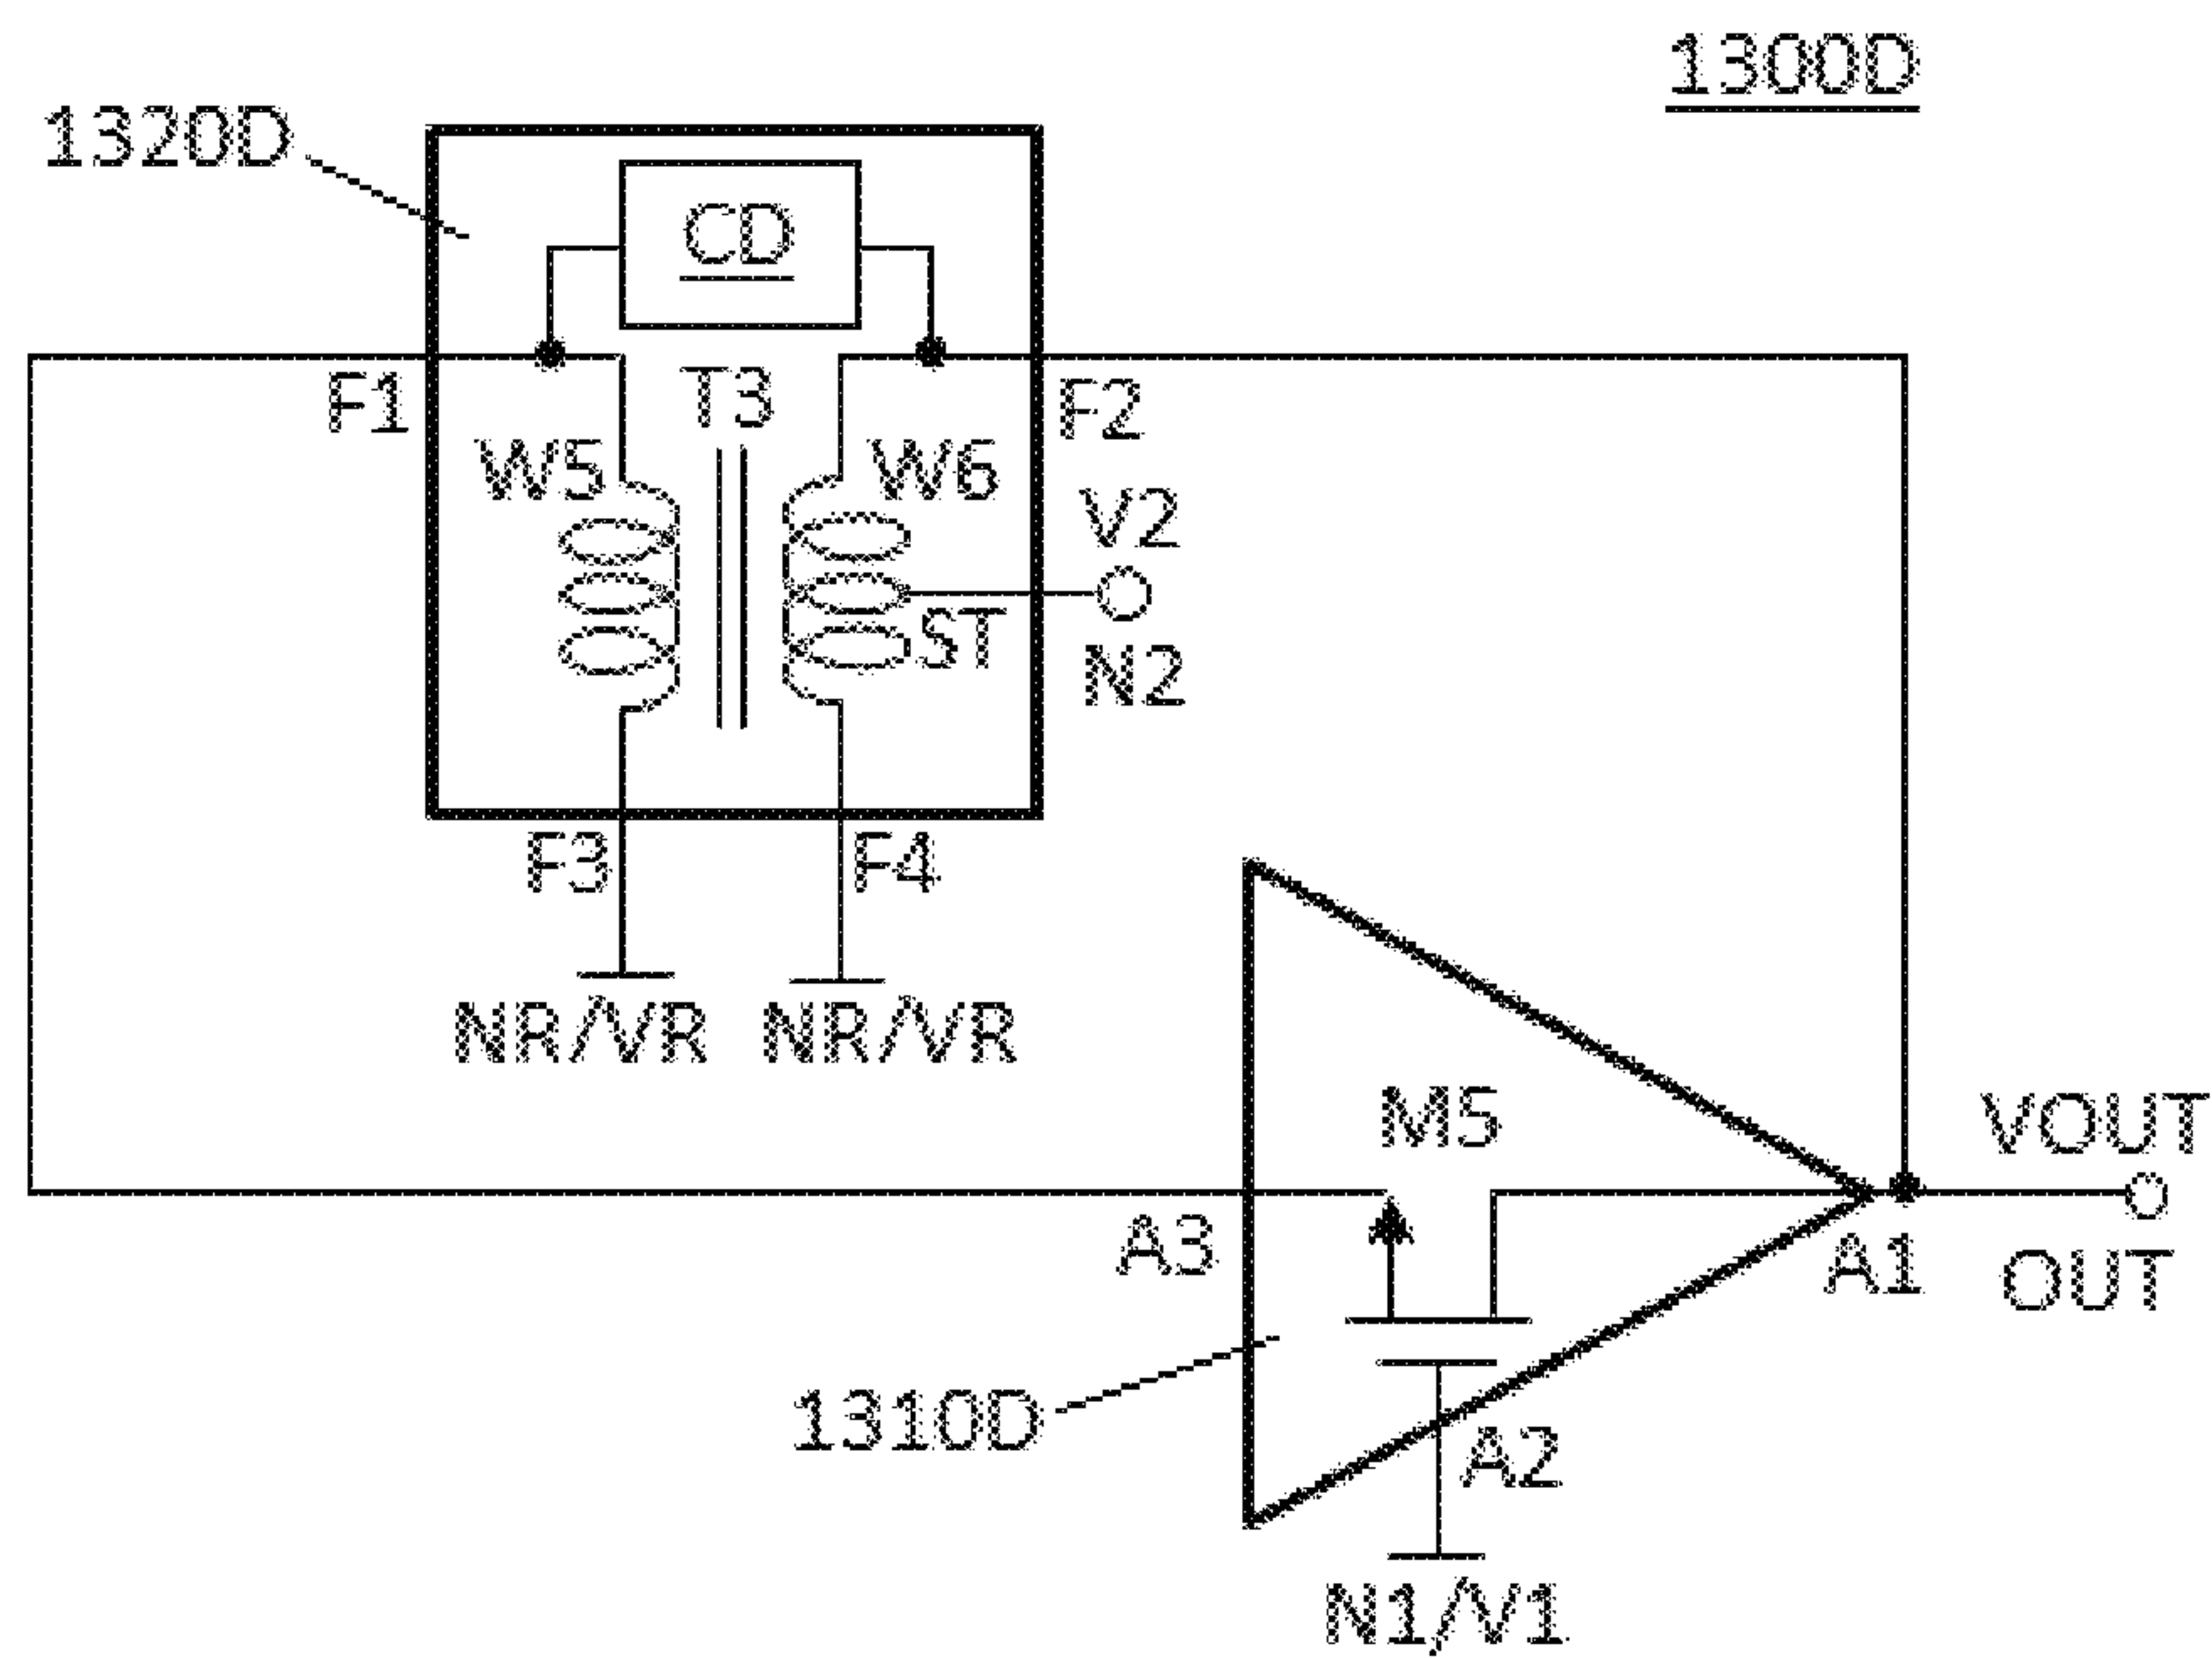 1300D
1320D
CD
F1
T3
F2
W5
W6
V2
ST
N2
F3
F4
NR/VR NR/VR
M5
VOUT
A3
A1
OUT
1310D
A2
N1/V1